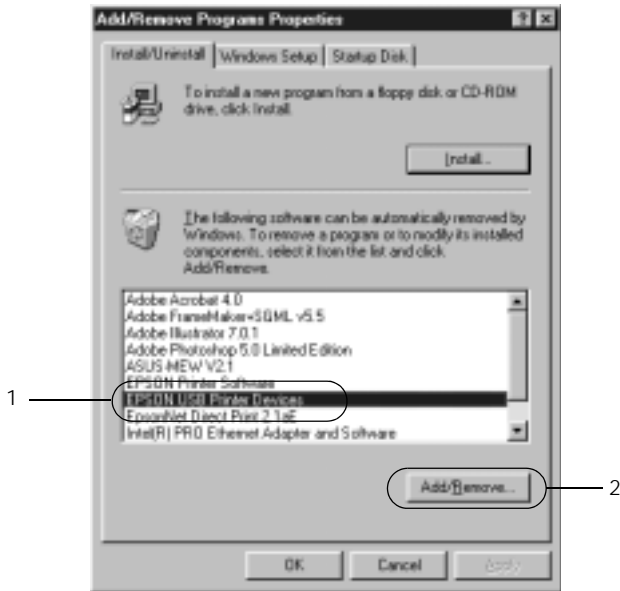 Add/Remove Programs Properties
Install/Uninstall
Windows Setup
Startup Disk
To install a new program from a floppy disk or CD-ROM
drive, click Install.
Install...
The following software can be automatically removed by
Windows. To remove a program or to modify its installed
components, select it from the list and click
Add/Remove.
Adobe Acrobat 4.0
Adobe FrameMaker+SGML v5.5
Adobe Illustrator 7.0.1
Adobe Photoshop 5.0 Limited Edition
ASUS-MEW V2.1
EPSON Printer Software
1
EPSON USB Printer Devices
EpsonNet Direct Print 2.1aE
Intel(R) PRO Ethernet Adapter and Software
Add/Remove...
2
OK
Cancel
Apply